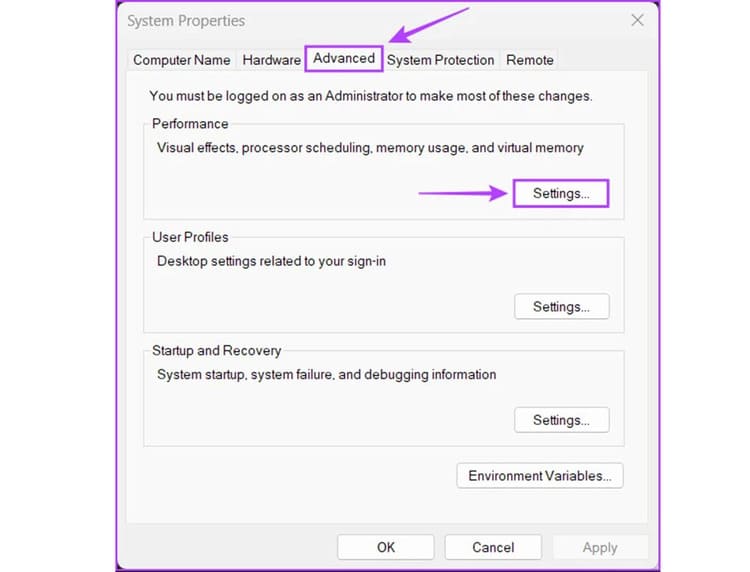 System Properties
Computer Name Hardware Advanced System Protection Remote
You must be logged on as an Administrator to make most of these changes.
Performance
Visual effects, processor scheduling, memory usage, and virtual memory
Settings...
User Profiles
Desktop settings related to your sign-in
Settings...
Startup and Recovery
System startup, system failure, and debugging information
Settings...
Environment Variables...
OK Cancel Apply